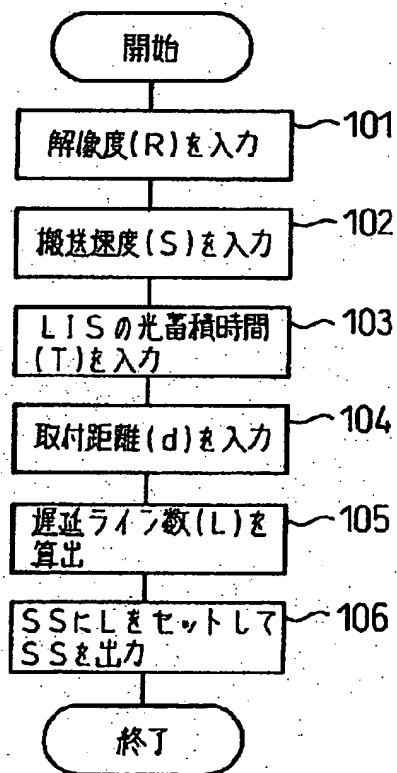 開始
解像度(R)を入力
101
搬送速度(S)を入力
102
LISの光蓄積時間
(T)を入力
103
取付距離(d)を入力
104
遅延ライン数(L)を
算出
105
SSにLをセットして
SSを出力
106
終了